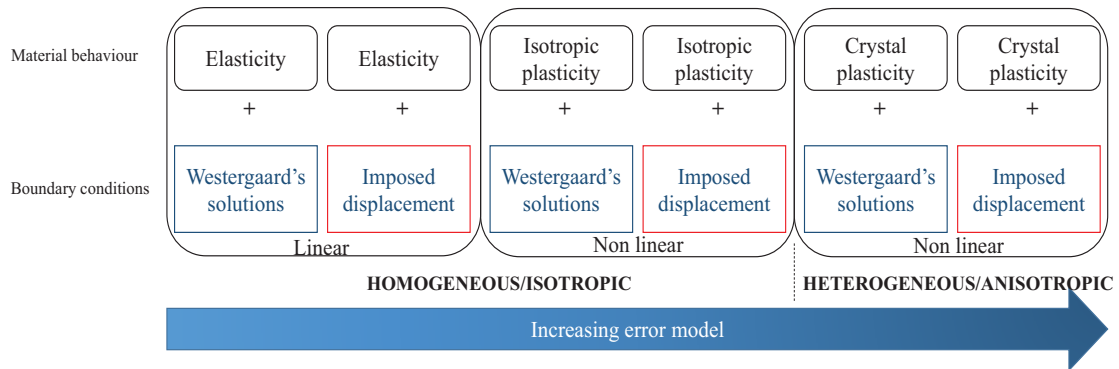 Material behaviour
Elasticity
Elasticity
Isotropic
plasticity
Isotropic
plasticity
Crystal
plasticity
Crystal
plasticity
+
+
+
+
+
+
Boundary conditions
Westergaard's
solutions
Imposed
displacement
Westergaard's
solutions
Imposed
displacement
Westergaard's
solutions
Imposed
displacement
Linear
Non linear
Non linear
HOMOGENEOUS/ISOTROPIC
HETEROGENEOUS/ANISOTROPIC
Increasing error model